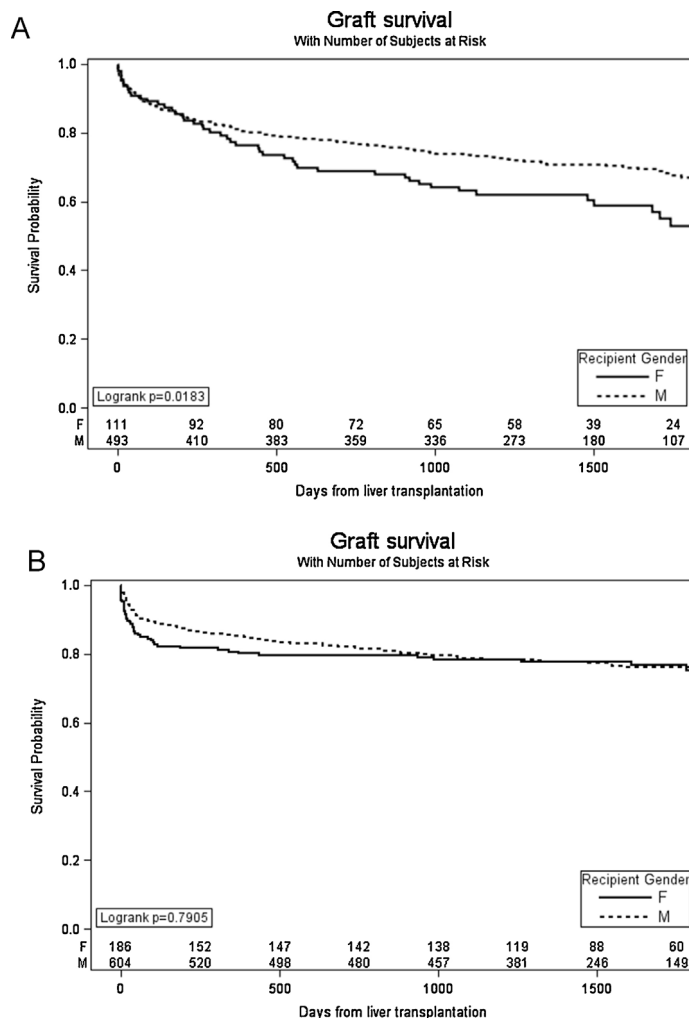 A
Graft survival
With Number of Subjects at Risk
1.0
0.8
0.6
0.4
0.2
0.0
Survival Probability
Recipient Gender
F
M
Logrank p=0.0183
F 111 92 80 72 65 58 39 24
M 493 410 383 359 336 273 180 107
0 500 1000 1500
Days from liver transplantation
B
Graft survival
With Number of Subjects at Risk
1.0
0.8
0.6
0.4
0.2
0.0
Survival Probability
Recipient Gender
F
M
Logrank p=0.7905
F 186 152 147 142 138 119 88 60
M 604 520 498 480 457 381 246 149
0 500 1000 1500
Days from liver transplantation